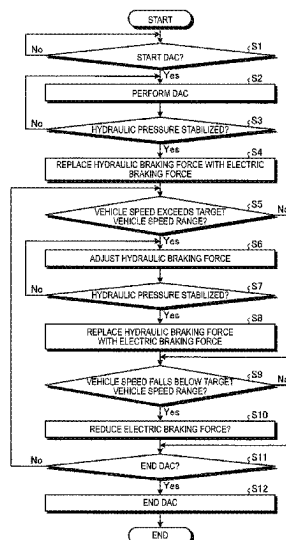 START
S1
START DAC?
No
Yes
S2
PERFORM DAC
S3
HYDRAULIC PRESSURE STABILIZED?
No
Yes
S4
REPLACE HYDRAULIC BRAKING FORCE WITH ELECTRIC
BRAKING FORCE
S5
VEHICLE SPEED EXCEEDS TARGET
VEHICLE SPEED RANGE?
No
Yes
S6
ADJUST HYDRAULIC BRAKING FORCE
S7
HYDRAULIC PRESSURE STABILIZED?
No
Yes
S8
REPLACE HYDRAULIC BRAKING FORCE
WITH ELECTRIC BRAKING FORCE
S9
VEHICLE SPEED FALLS BELOW TARGET
VEHICLE SPEED RANGE?
No
Yes
S10
REDUCE ELECTRIC BRAKING FORCE?
S11
END DAC?
No
Yes
S12
END DAC
END